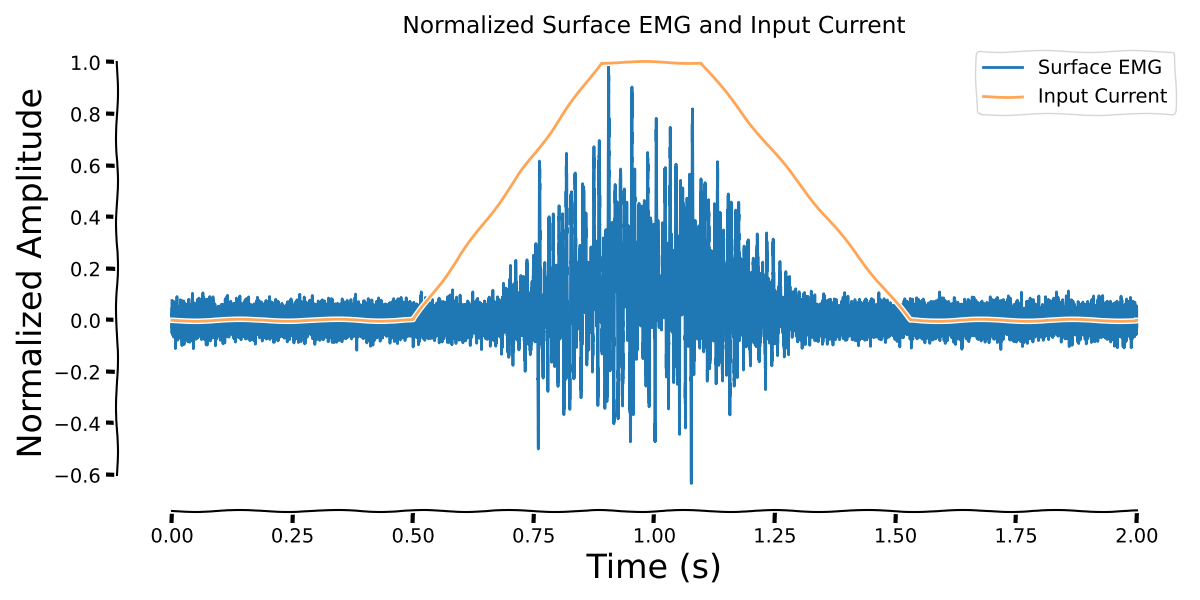 Normalized Surface EMG and Input Current
Surface EMG
Input Current
Normalized Amplitude
1.0
0.8
0.6
0.4
0.2
0.0
−0.2
−0.4
−0.6
0.00 0.25 0.50 0.75 1.00 1.25 1.50 1.75 2.00
Time (s)